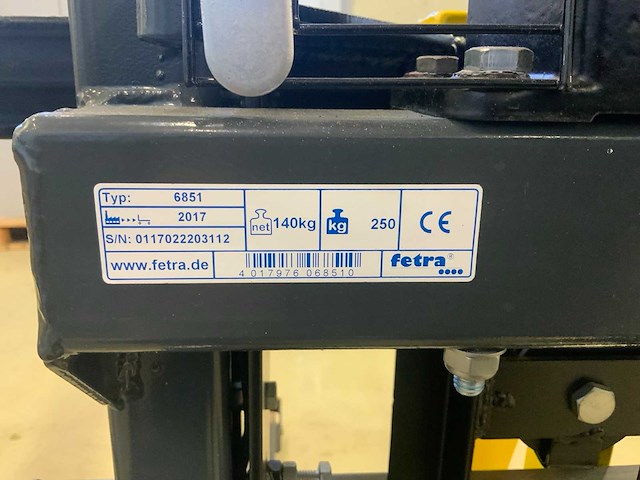 Typ: 6851
2017
S/N: 0117022203112
net 140kg
kg 250
CE
www.fetra.de
4 017976 068510
fetra®